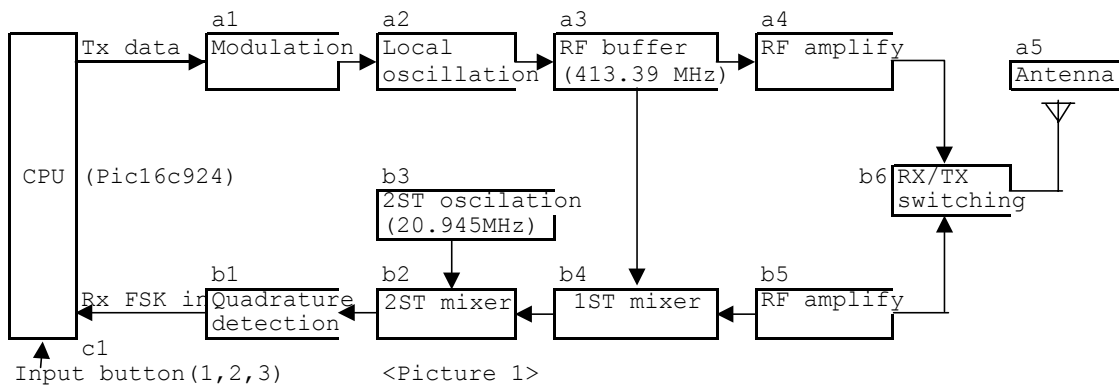 a1
a2
a3
a4
a5
Tx data
Modulation
Local
oscillation
RF buffer
(413.39 MHz)
RF amplify
Antenna
CPU
(Pic16c924)
b3
2ST oscilation
(20.945MHz)
b6
RX/TX
switching
b1
b2
b4
b5
Rx FSK in
Quadrature
detection
2ST mixer
1ST mixer
RF amplify
c1
Input button(1,2,3)
<Picture 1>